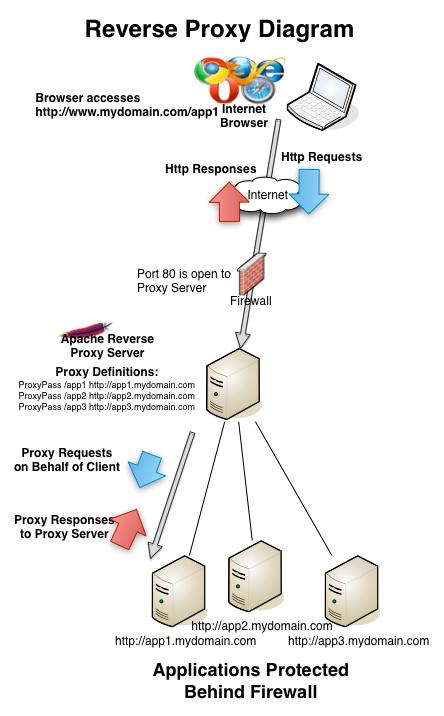 Reverse Proxy Diagram
Browser accesses
http://www.mydomain.com/app1
Internet
Browser
Http Requests
Http Responses
Internet
Port 80 is open to
Proxy Server
Firewall
Apache Reverse
Proxy Server
Proxy Definitions:
ProxyPass /app1 http://app1.mydomain.com
ProxyPass /app2 http://app2.mydomain.com
ProxyPass /app3 http://app3.mydomain.com
Proxy Requests
on Behalf of Client
Proxy Responses
to Proxy Server
http://app2.mydomain.com
http://app1.mydomain.com
http://app3.mydomain.com
Applications Protected
Behind Firewall